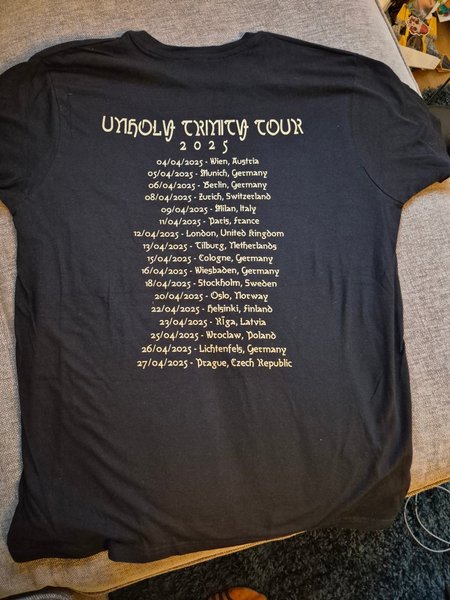 UNHOLY TRINITY TOUR
2025
04/04/2025 - Wien, Austria
05/04/2025 - Munich, Germany
06/04/2025 - Berlin, Germany
08/04/2025 - Zurich, Switzerland
09/04/2025 - Milan, Italy
11/04/2025 - Paris, France
12/04/2025 - London, United Kingdom
13/04/2025 - Tilburg, Netherlands
15/04/2025 - Cologne, Germany
16/04/2025 - Wiesbaden, Germany
18/04/2025 - Stockholm, Sweden
20/04/2025 - Oslo, Norway
22/04/2025 - Helsinki, Finland
23/04/2025 - Rīga, Latvia
25/04/2025 - Wroclaw, Poland
26/04/2025 - Lichtenfels, Germany
27/04/2025 - Prague, Czech Republic